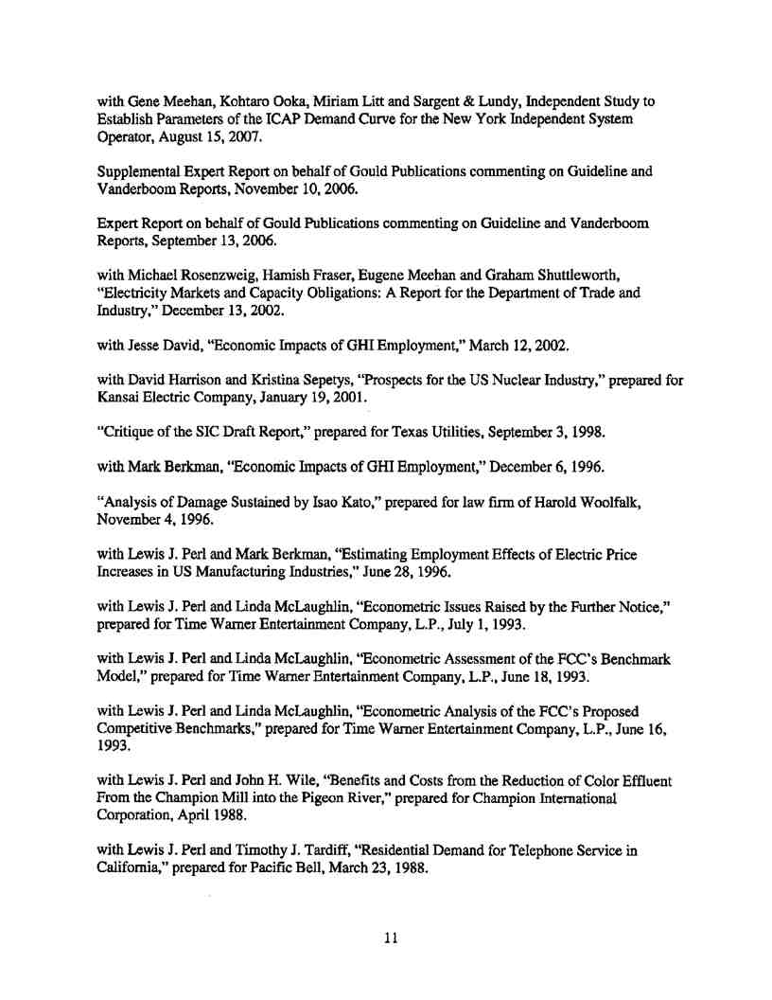 with Gene Meehan, Kohtaro Ooka, Miriam Litt and Sargent & Lundy, Independent Study to
Establish Parameters of the ICAP Demand Curve for the New York Independent System
Operator, August 15, 2007.
Supplemental Expert Report on behalf of Gould Publications commenting on Guideline and
Vanderboom Reports, November 10, 2006.
Expert Report on behalf of Gould Publications commenting on Guideline and Vanderboom
Reports, September 13, 2006.
with Michael Rosenzweig, Hamish Fraser, Eugene Meehan and Graham Shuttleworth,
“Electricity Markets and Capacity Obligations: A Report for the Department of Trade and
Industry,” December 13, 2002.
with Jesse David, “Economic Impacts of GHI Employment,” March 12, 2002.
with David Harrison and Kristina Sepetys, “Prospects for the US Nuclear Industry,” prepared for
Kansai Electric Company, January 19, 2001.
“Critique of the SIC Draft Report,” prepared for Texas Utilities, September 3, 1998.
with Mark Berkman, “Economic Impacts of GHI Employment,” December 6, 1996.
“Analysis of Damage Sustained by Isao Kato,” prepared for law firm of Harold Woolfalk,
November 4, 1996.
with Lewis J. Perl and Mark Berkman, “Estimating Employment Effects of Electric Price
Increases in US Manufacturing Industries,” June 28, 1996.
with Lewis J. Perl and Linda McLaughlin, “Econometric Issues Raised by the Further Notice,”
prepared for Time Warner Entertainment Company, L.P., July 1, 1993.
with Lewis J. Perl and Linda McLaughlin, “Econometric Assessment of the FCC’s Benchmark
Model,” prepared for Time Warner Entertainment Company, L.P., June 18, 1993.
with Lewis J. Perl and Linda McLaughlin, “Econometric Analysis of the FCC’s Proposed
Competitive Benchmarks,” prepared for Time Warner Entertainment Company, L.P., June 16,
1993.
with Lewis J. Perl and John H. Wile, “Benefits and Costs from the Reduction of Color Effluent
From the Champion Mill into the Pigeon River,” prepared for Champion International
Corporation, April 1988.
with Lewis J. Perl and Timothy J. Tardiff, “Residential Demand for Telephone Service in
California,” prepared for Pacific Bell, March 23, 1988.
11